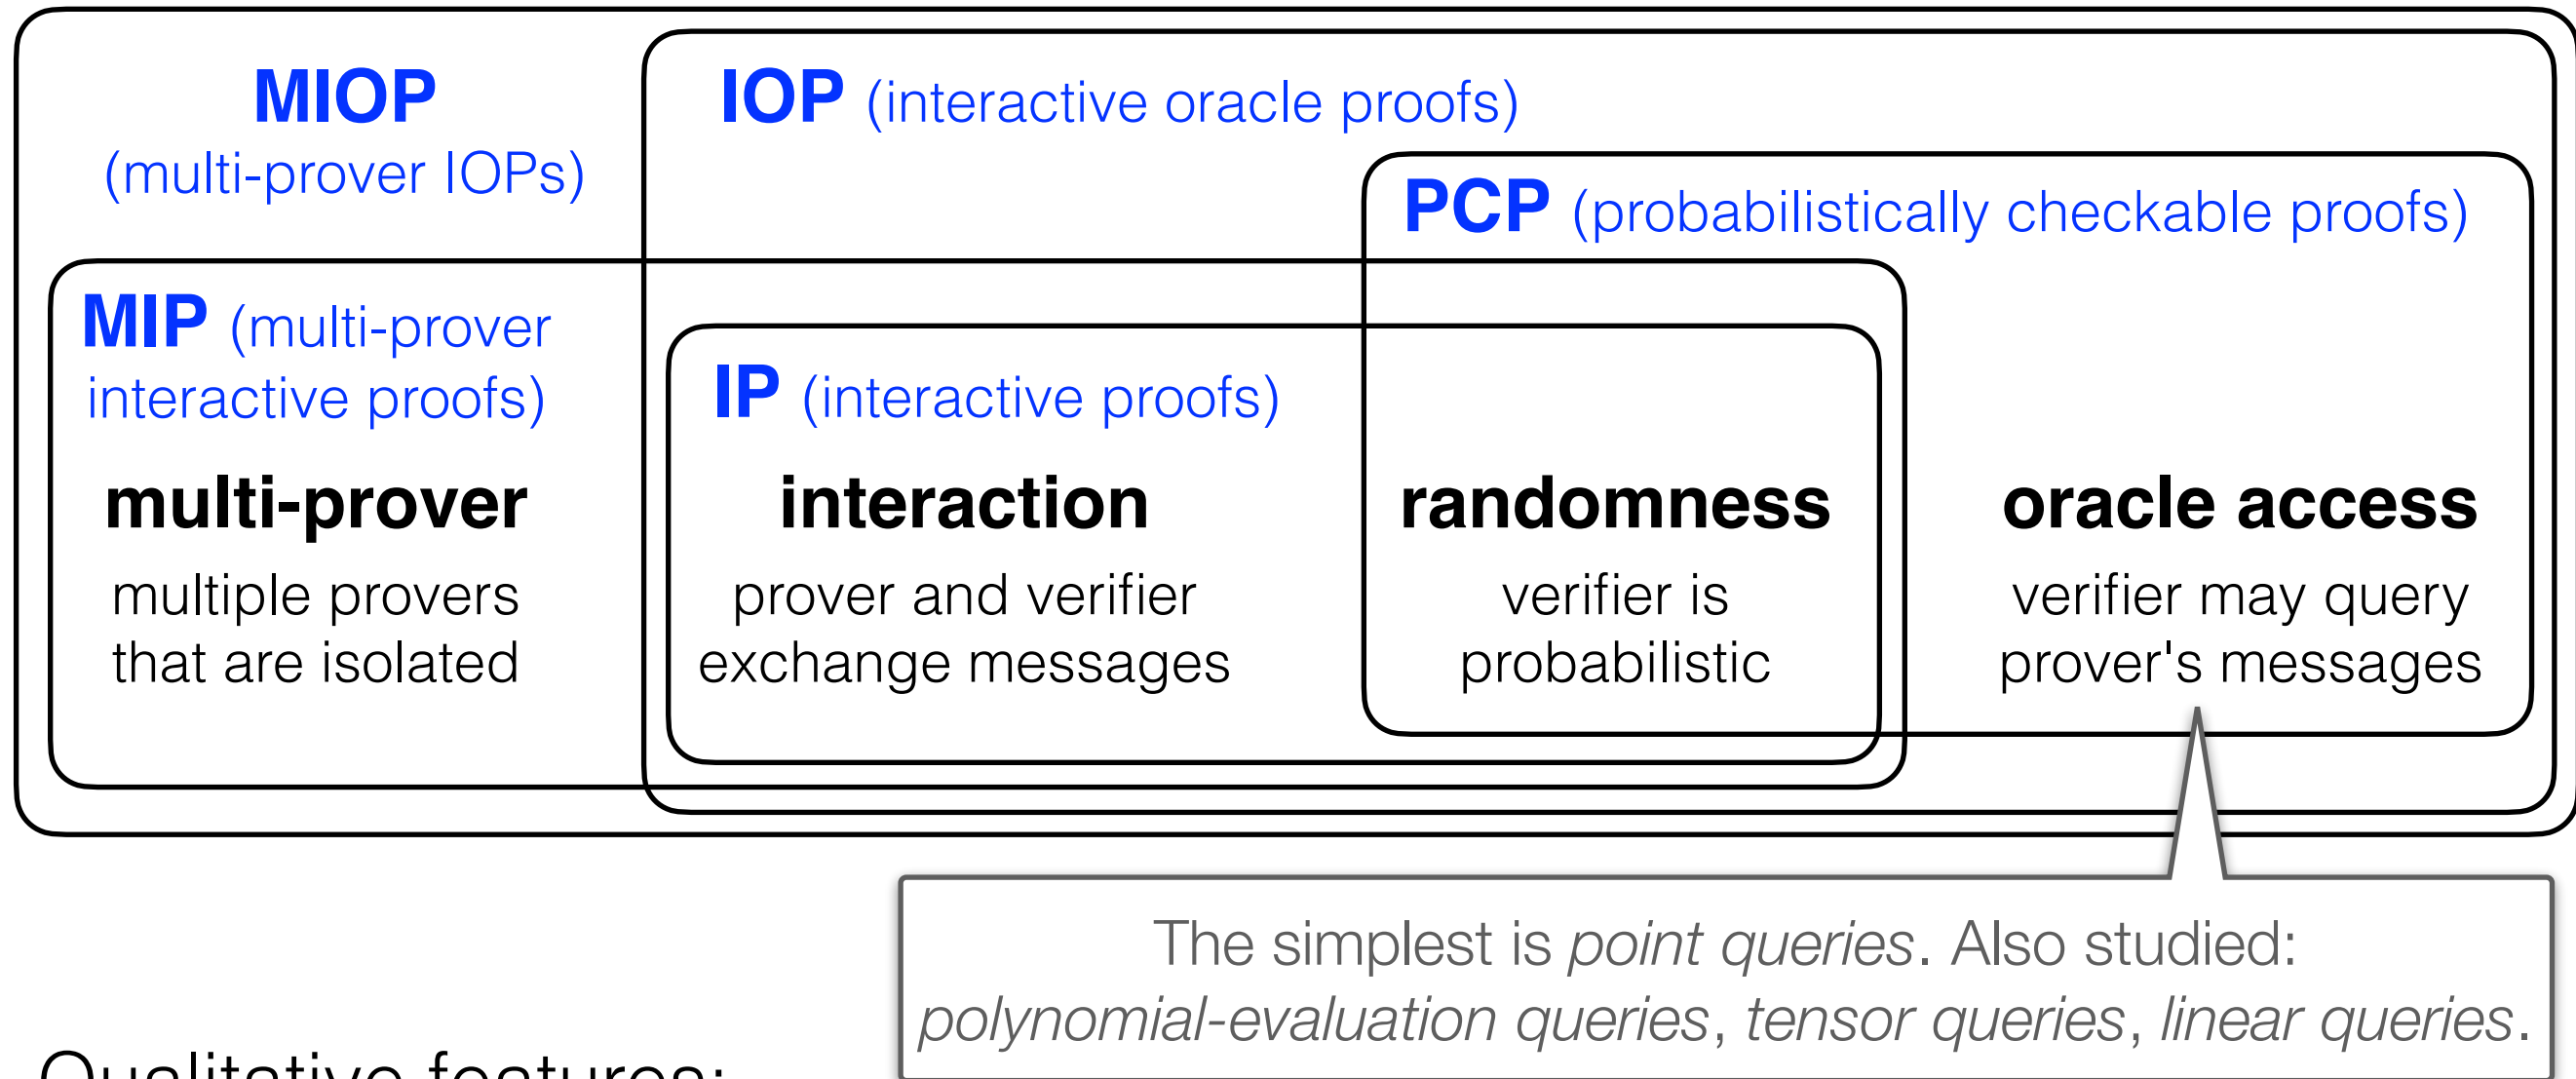 MIOP
(multi-prover IOPs)
IOP (interactive oracle proofs)
PCP (probabilistically checkable proofs)
MIP (multi-prover
interactive proofs)
IP (interactive proofs)
multi-prover
multiple provers
that are isolated
interaction
prover and verifier
exchange messages
randomness
verifier is
probabilistic
oracle access
verifier may query
prover's messages
The simplest is point queries. Also studied:
polynomial-evaluation queries, tensor queries, linear queries.
Qualitative features: